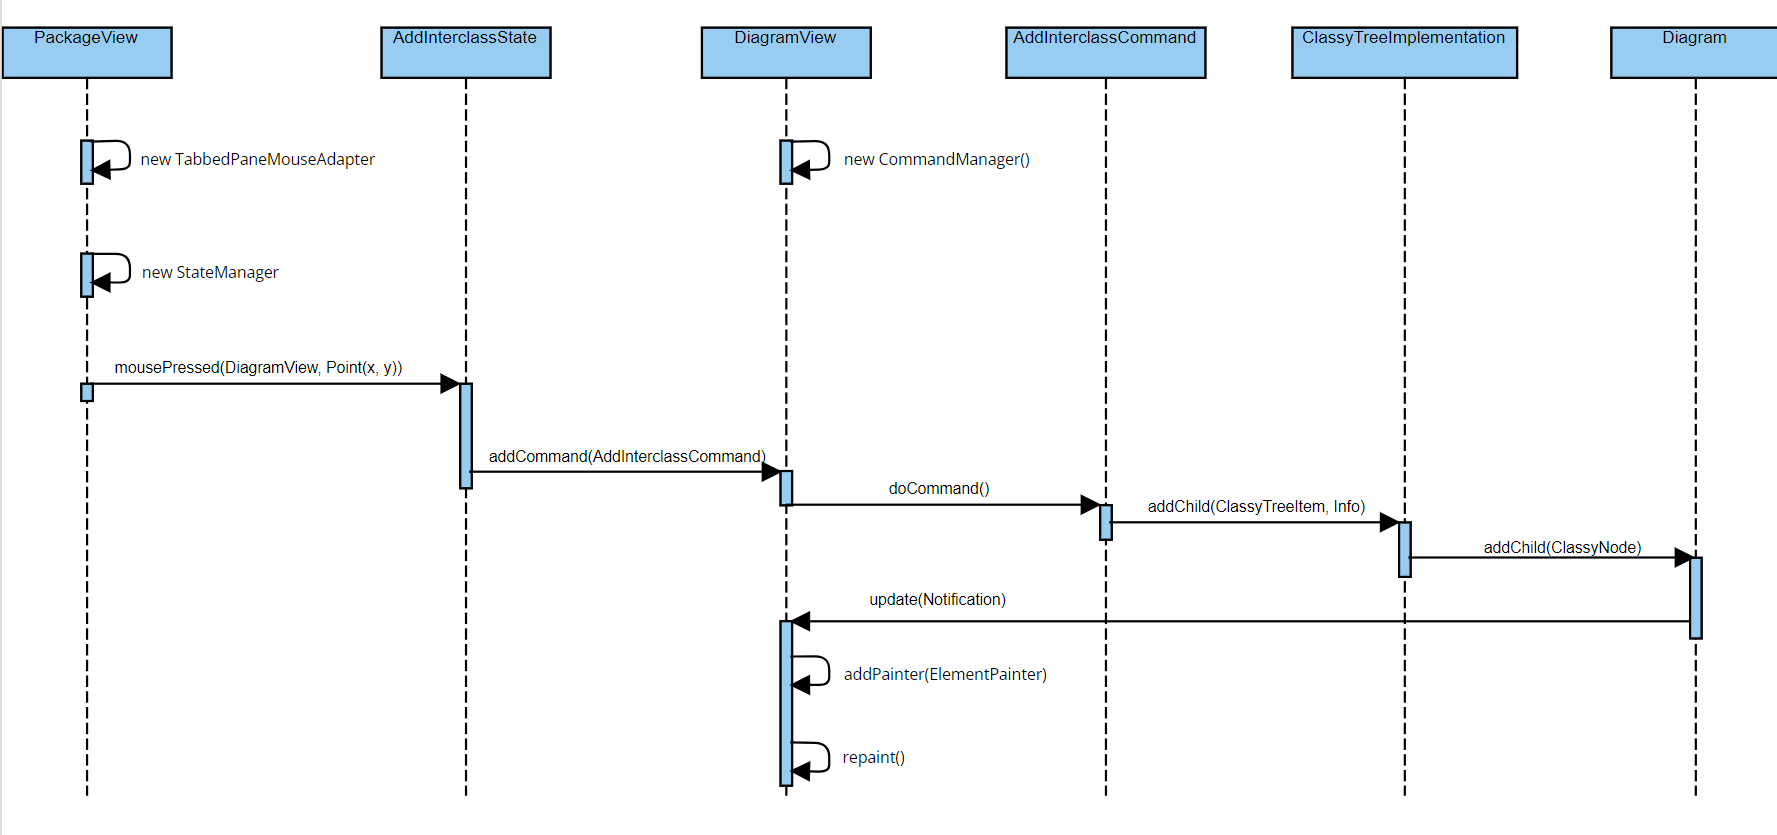 PackageView
AddInterclassState
DiagramView
AddInterclassCommand
ClassyTreeImplementation
Diagram
new TabbedPaneMouseAdapter
new CommandManager()
new StateManager
mousePressed(DiagramView, Point(x, y))
addCommand(AddInterclassCommand)
doCommand()
addChild(ClassyTreeItem, Info)
addChild(ClassyNode)
update(Notification)
addPainter(ElementPainter)
repaint()